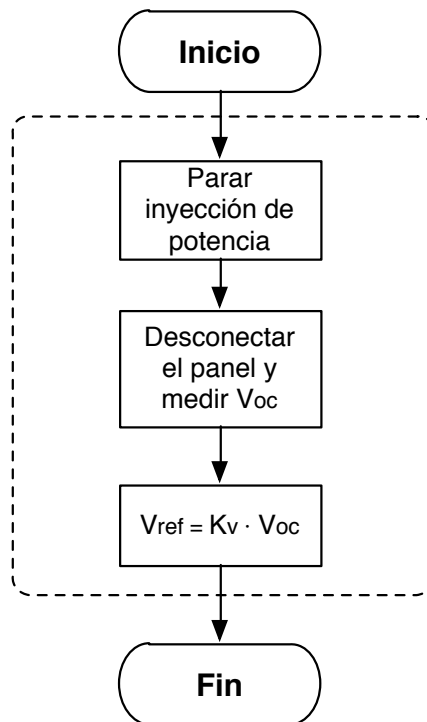 Inicio
Parar
inyección de
potencia
Desconectar
el panel y
medir Voc
Vref = Kv · Voc
Fin